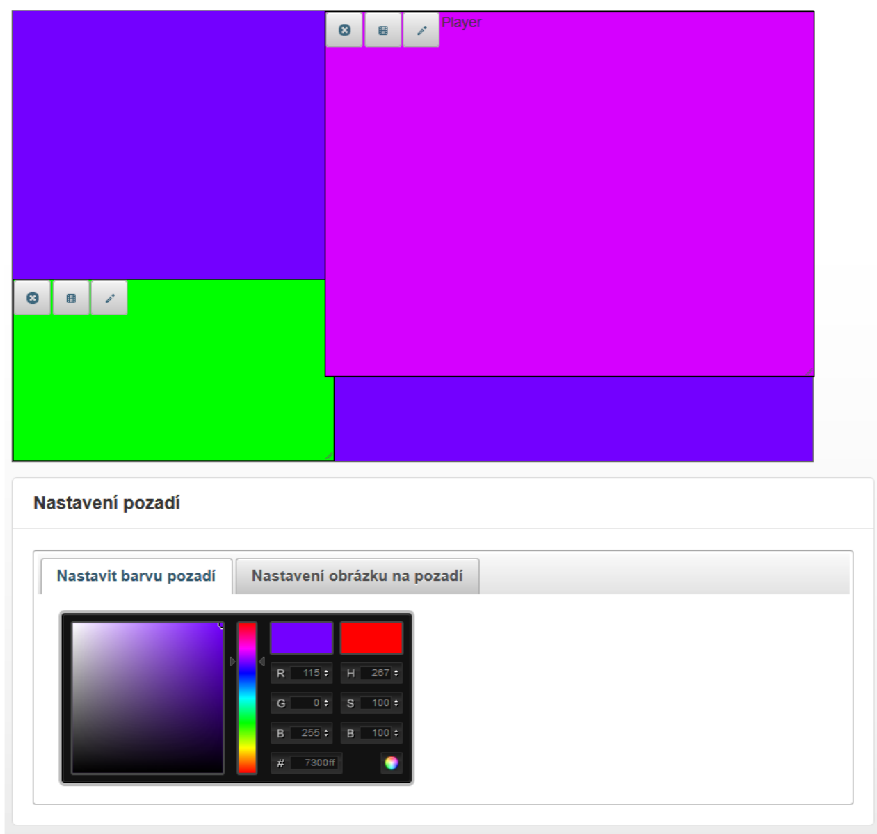 Player
Nastavení pozadí
Nastavit barvu pozadí Nastavení obrázku na pozadí
R 115 H 267
G 0 S 100
B 255 B 100
# 7300ff